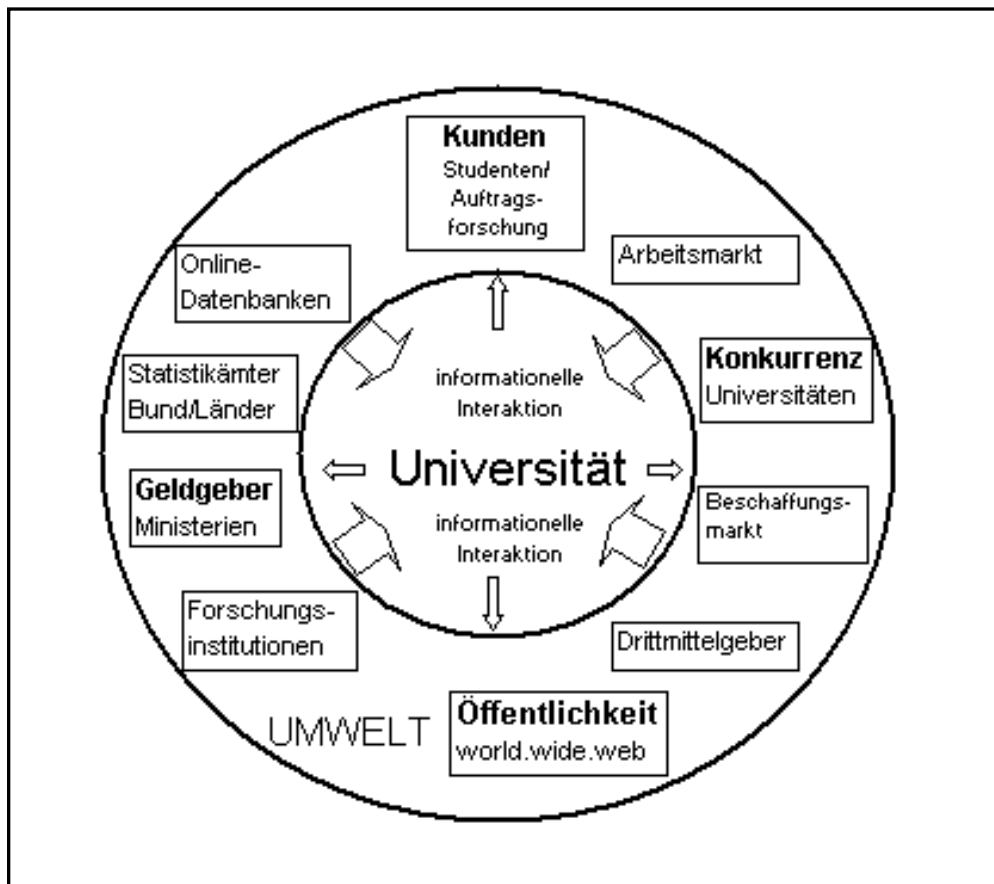 Kunden
Studenten/
Auftrags-
forschung
Online-
Datenbanken
Arbeitsmarkt
Statistikämter
Bund/Länder
Konkurrenz
Universitäten
informationelle
Interaktion
Universität
Geldgeber
Ministerien
Beschaffungs-
markt
informationelle
Interaktion
Forschungs-
institutionen
Drittmittelgeber
UMWELT
Öffentlichkeit
world.wide.web